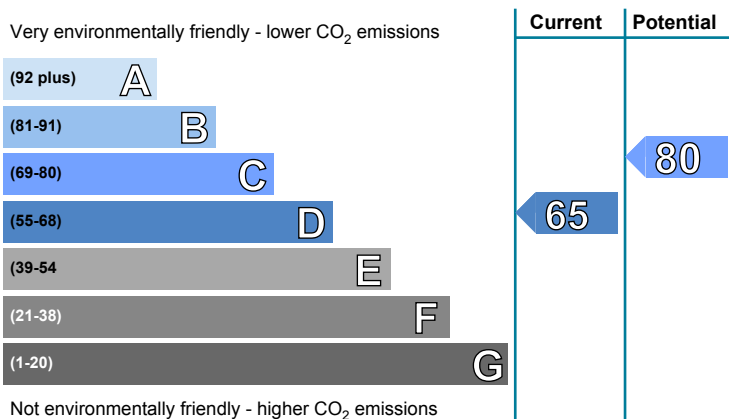 Very environmentally friendly - lower CO₂ emissions
Current
Potential
(92 plus) A
(81-91) B
(69-80) C
80
(55-68) D
65
(39-54 E
(21-38) F
(1-20) G
Not environmentally friendly - higher CO₂ emissions